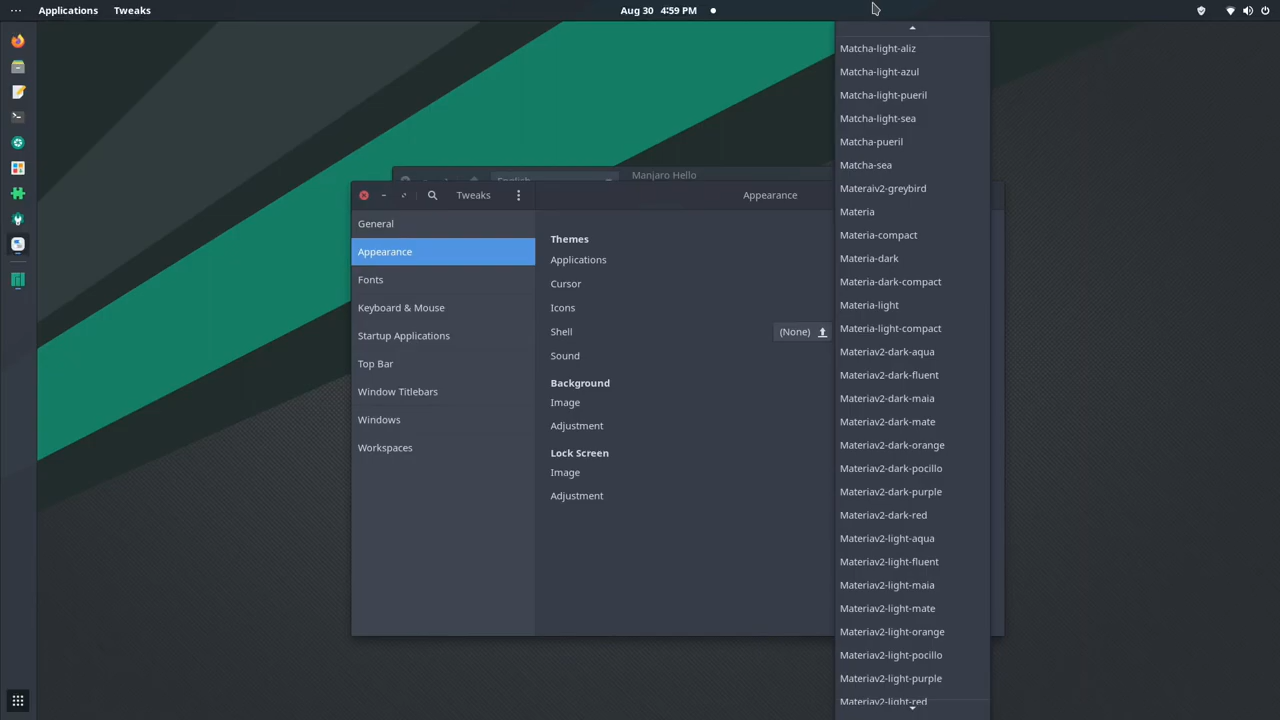 Applications Tweaks Aug 30 4:59 PM
Manjaro Hello
English
Tweaks Appearance
General
Appearance
Fonts
Keyboard & Mouse
Startup Applications
Top Bar
Window Titlebars
Windows
Workspaces
Themes
Applications
Cursor
Icons
Shell (None)
Sound
Background
Image
Adjustment
Lock Screen
Image
Adjustment
Matcha-light-aliz
Matcha-light-azul
Matcha-light-pueril
Matcha-light-sea
Matcha-pueril
Matcha-sea
Materaiv2-greybird
Materia
Materia-compact
Materia-dark
Materia-dark-compact
Materia-light
Materia-light-compact
Materiav2-dark-aqua
Materiav2-dark-fluent
Materiav2-dark-maia
Materiav2-dark-mate
Materiav2-dark-orange
Materiav2-dark-pocillo
Materiav2-dark-purple
Materiav2-dark-red
Materiav2-light-aqua
Materiav2-light-fluent
Materiav2-light-maia
Materiav2-light-mate
Materiav2-light-orange
Materiav2-light-pocillo
Materiav2-light-purple
Materiav2-light-red